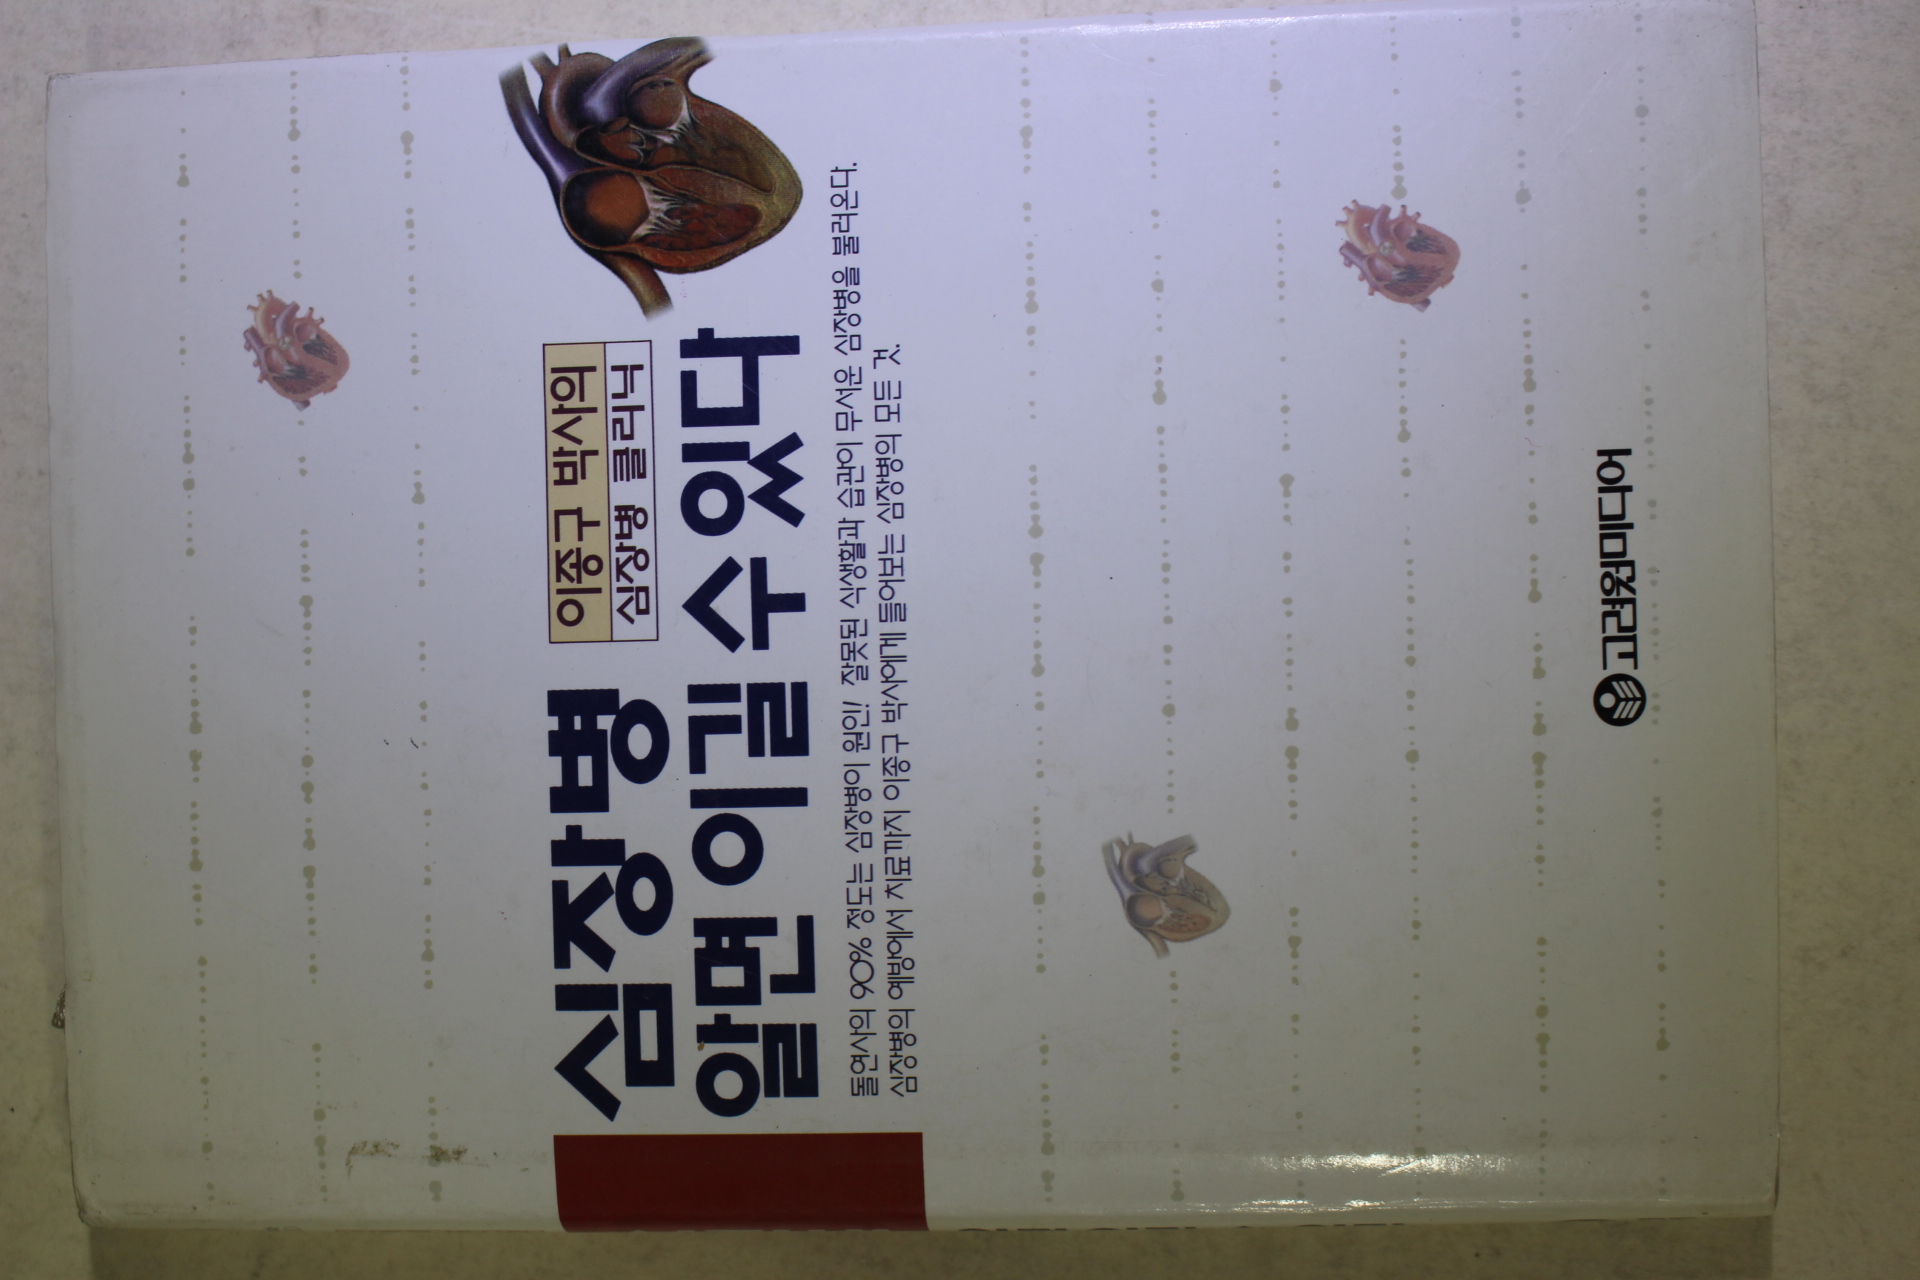 이종구 박사의
심장병 클리닉
심장병
알면 이길 수 있다
돌연사의 90% 정도는 심장병이 원인! 잘못된 식생활과 습관이 무서운 심장병을 불러온다.
심장병의 예방에서 치료까지 이종구 박사에게 들어보는 심장병의 모든 것.
고려원미디어